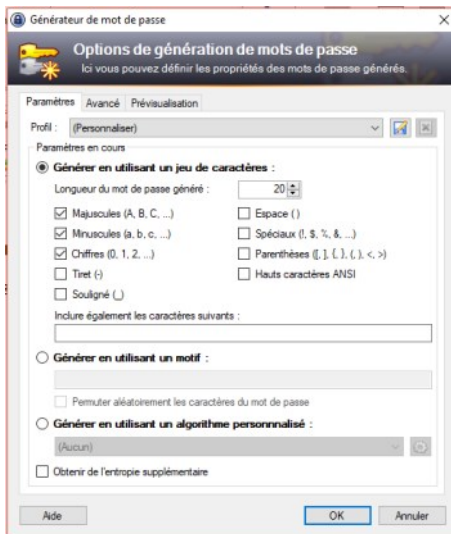 Générateur de mot de passe
Options de génération de mots de passe
Ici vous pouvez définir les propriétés des mots de passe générés.
Paramètres Avancé Prévisualisation
Profil : (Personnaliser)
Paramètres en cours
Générer en utilisant un jeu de caractères :
Longueur du mot de passe généré : 20
Majuscules (A, B, C, ...) Espace ( )
Minuscules (a, b, c, ...) Spéciaux (!, $, %, &, ...)
Chiffres (0, 1, 2, ...) Parenthèses ([, ], {, }, (, ), <, >)
Tiret (-) Hauts caractères ANSI
Souligné (_)
Inclure également les caractères suivants :
Générer en utilisant un motif :
Permuter aléatoirement les caractères du mot de passe
Générer en utilisant un algorithme personnnalisé :
(Aucun)
Obtenir de l'entropie supplémentaire
Aide OK Annuler